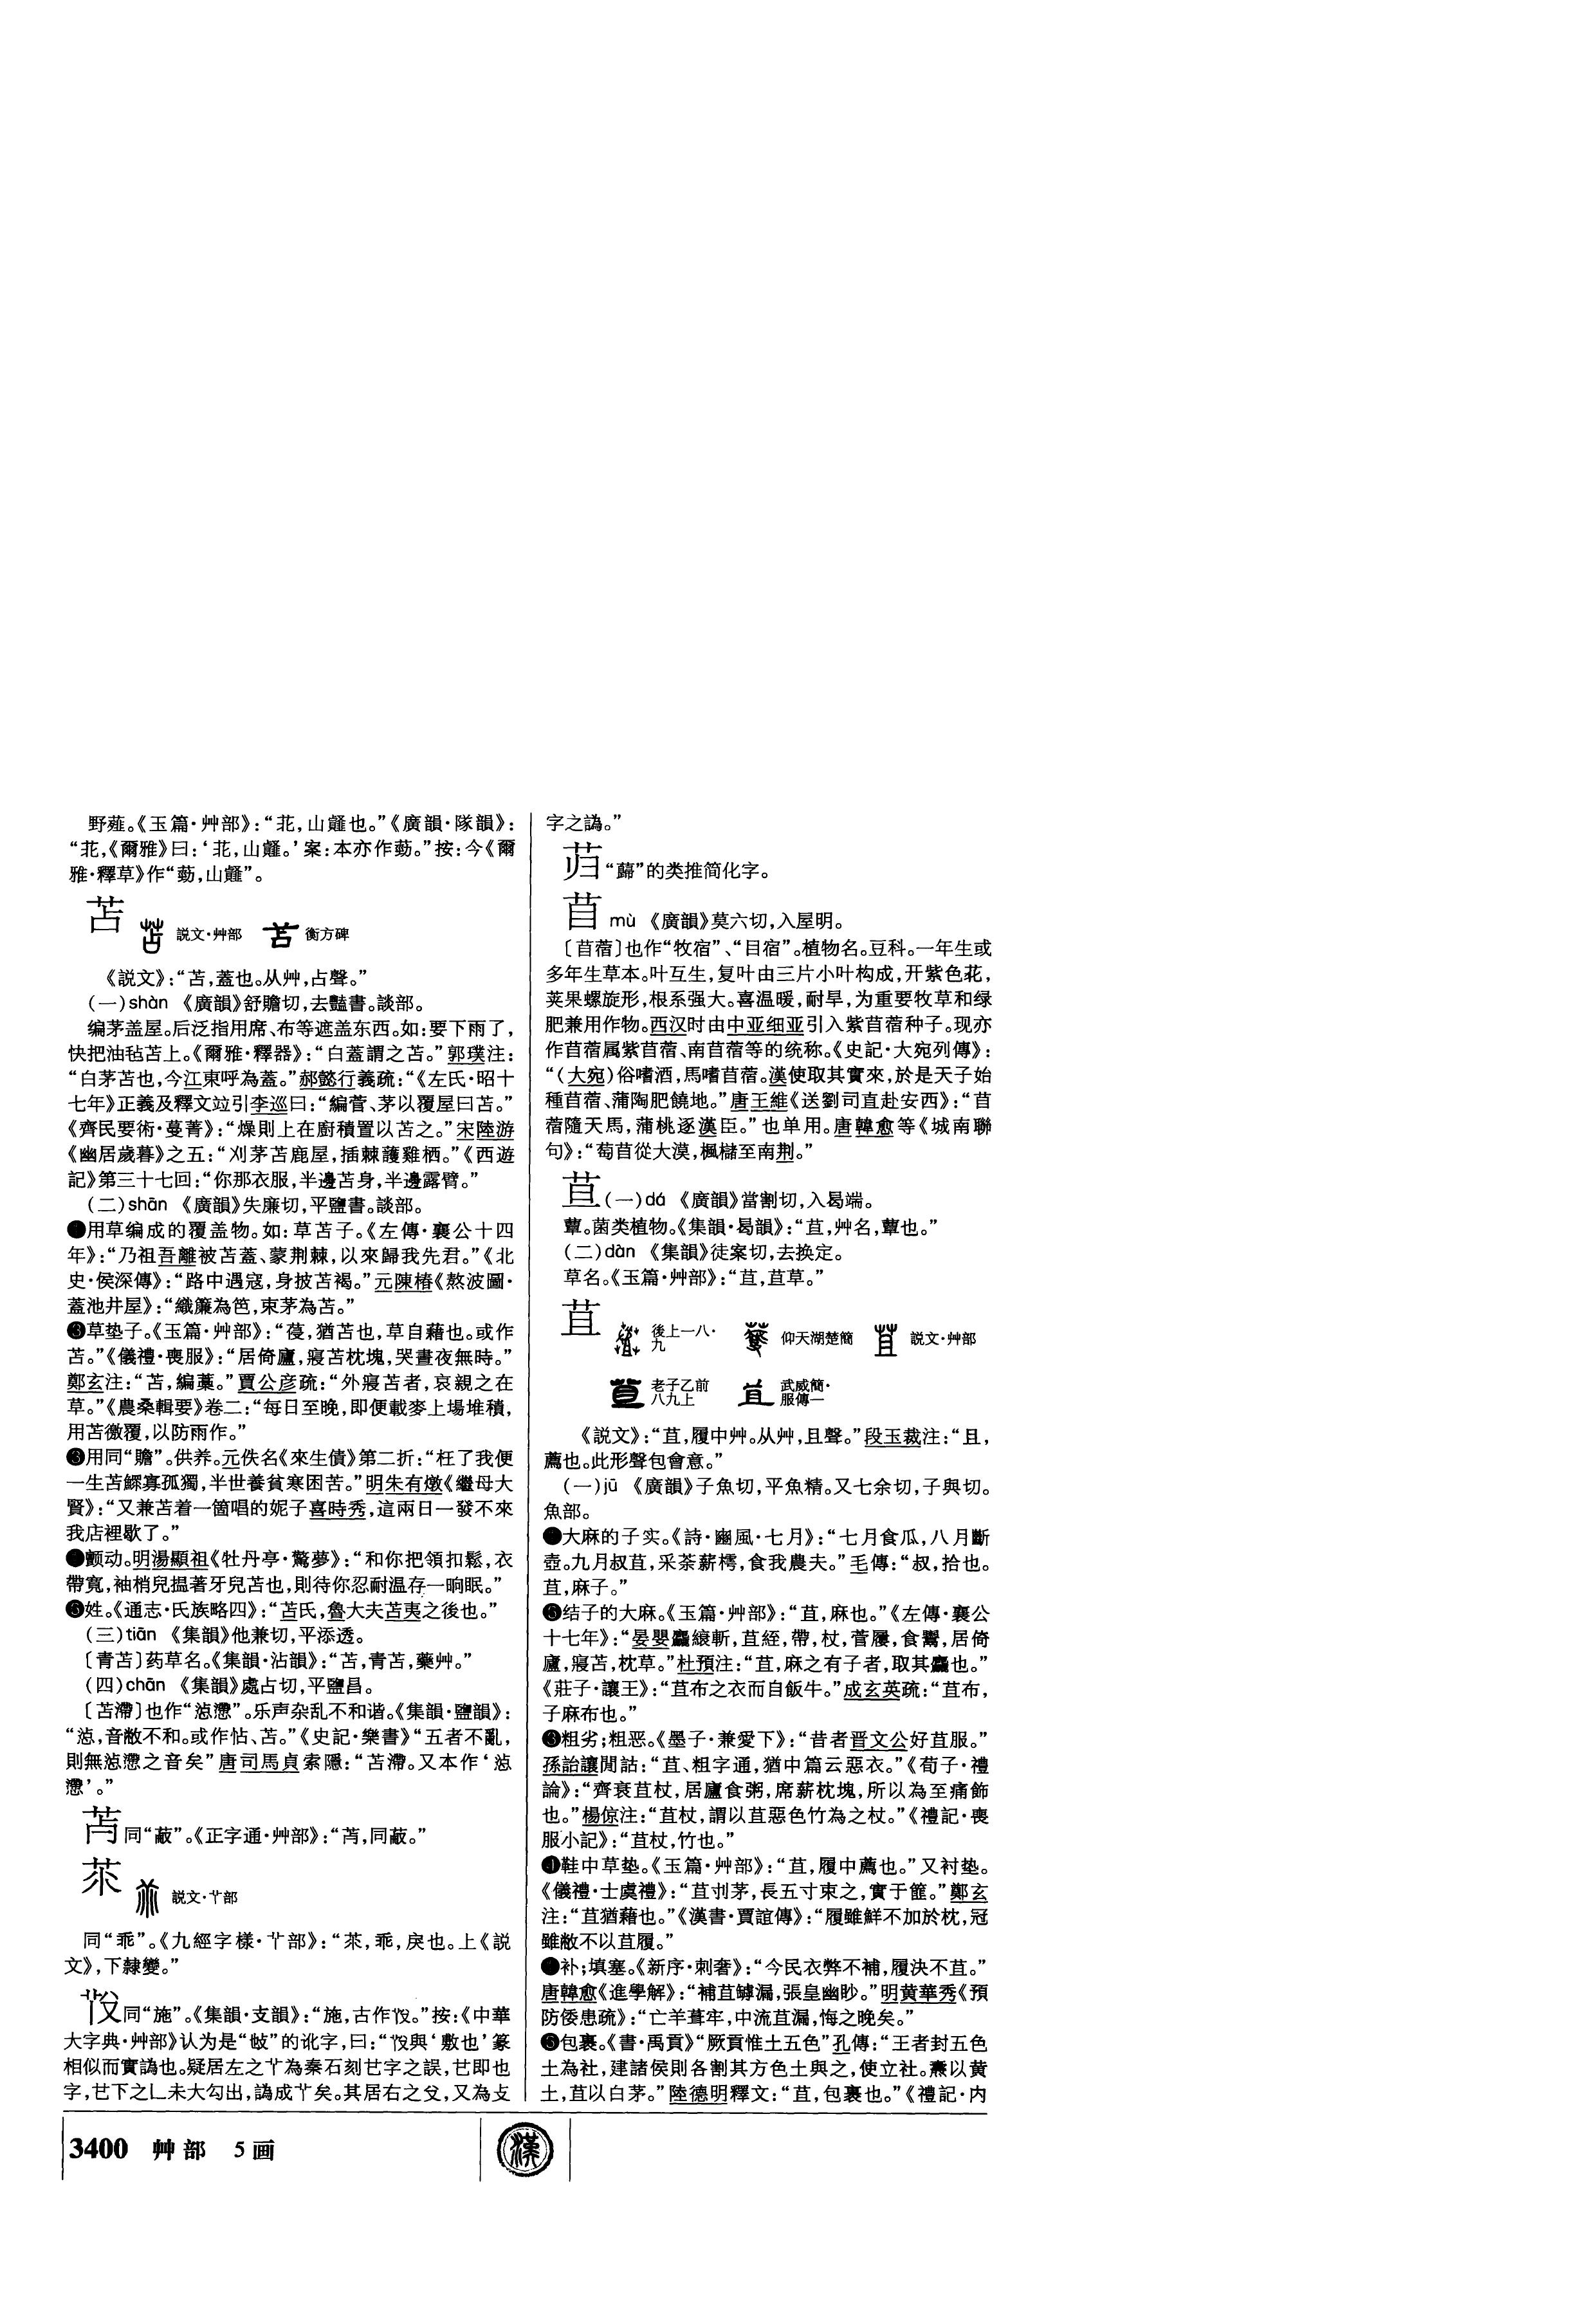 野薤。《玉篇·艸部》：“芲，山䪥也。”《廣韻·隊韻》：
“芲，《爾雅》曰：‘芲，山䪥。’案：本亦作葝。”按：今《爾
雅·釋草》作“葝，山䪥”。
苫
説文·艸部 衡方碑
《説文》：“苫，蓋也。从艸，占聲。”
（一）shàn 《廣韻》舒贍切，去豔書。談部。
编茅盖屋。后泛指用席、布等遮盖东西。如：要下雨了，
快把油毡苫上。《爾雅·釋器》：“白蓋謂之苫。”郭璞注：
“白茅苫也，今江東呼為蓋。”郝懿行義疏：“《左氏·昭十
七年》正義及釋文竝引李巡曰：“編菅、茅以覆屋曰苫。”
《齊民要術·蔓菁》：“燥則上在廚積置以苫之。”宋陸游
《幽居歲暮》之五：“刈茅苫鹿屋，插棘護雞栖。”《西遊
記》第三十七回：“你那衣服，半邊苫身，半邊露臂。”
（二）shān 《廣韻》失廉切，平鹽書。談部。
❶用草编成的覆盖物。如：草苫子。《左傳·襄公十四
年》：“乃祖吾離被苫蓋、蒙荆棘，以來歸我先君。”《北
史·侯深傳》：“路中遇寇，身披苫褐。”元陳椿《熬波圖·
蓋池井屋》：“織簾為笆，束茅為苫。”
草垫子。《玉篇·艸部》：“葠，猶苫也，草自藉也。或作
苫。”《儀禮·喪服》：“居倚廬，寢苫枕塊，哭晝夜無時。”
鄭玄注：“苫，編藁。”賈公彦疏：“外寢苫者，哀親之在
草。”《農桑輯要》卷二：“每日至晚，即便載麥上場堆積，
用苫徼覆，以防雨作。”
❸用同“贍”。供养。元佚名《來生債》第二折：“枉了我便
一生苫鰥寡孤獨，半世養貧寒困苦。”明朱有燉《繼母大
賢》：“又兼苫着一箇唱的妮子喜時秀，這兩日一發不來
我店裡歇了。”
颤动。明湯顯祖《牡丹亭·驚夢》：“和你把領扣鬆，衣
帶寬，袖梢兒揾著牙兒苫也，則待你忍耐温存一晌眠。”
❺姓。《通志·氏族略四》：“苫氏，魯大夫苫夷之後也。”
（三）tiān 《集韻》他兼切，平添透。
〔青苫〕药草名。《集韻·沾韻》：“苫，青苫，藥艸。”
（四）chān 《集韻》處占切，平鹽昌。
〔苫滯〕也作“惉懘”。乐声杂乱不和谐。《集韻·鹽韻》：
“惉，音敝不和。或作怗、苫。”《史記·樂書》“五者不亂，
則無惉懘之音矣”唐司馬貞索隱：“苫滯。又本作‘惉
懘’。”
苪同“蔽”。《正字通·艸部》：“苪，同蔽。”
説文·𠁥部
同“乖”。《九經字樣·𠁥部》：“，乖，戾也。上《説
文》，下隸變。”
同“施”。《集韻·支韻》：“施，古作。”按：《中華
大字典·艸部》认为是“攱”的讹字，曰：“與‘敷也’篆
相似而實譌也。疑居左之𠁥為秦石刻𠀍字之誤，𠀍即也
字，𠀍下之乚未大勾出，譌成𠁥矣。其居右之殳，又為攴
字之譌。”
“蘬”的类推简化字。
苜 mù 《廣韻》莫六切，入屋明。
〔苜蓿〕也作“牧宿”、“目宿”。植物名。豆科。一年生或
多年生草本。叶互生，复叶由三片小叶构成，开紫色花，
荚果螺旋形，根系强大。喜温暖，耐旱，为重要牧草和绿
肥兼用作物。西汉时由中亚细亚引入紫苜蓿种子。现亦
作苜蓿属紫苜蓿、南苜蓿等的统称。《史記·大宛列傳》：
“（大宛）俗嗜酒，馬嗜苜蓿。漢使取其實來，於是天子始
種苜蓿、蒲陶肥饒地。”唐王維《送劉司直赴安西》：“苜
蓿隨天馬，蒲桃逐漢臣。”也单用。唐韓愈等《城南聯
句》：“萄苜從大漠，楓櫧至南荆。”
䒟（一）dá 《廣韻》當割切，入曷端。
蕈。菌类植物。《集韻·曷韻》：“䒟，艸名，蕈也。”
（二）dàn 《集韻》徒案切，去换定。
草名。《玉篇·艸部》：“䒟，䒟草。”
苴
後上一八·九 仰天湖楚簡 説文·艸部
老子乙前八九上 武威簡·服傳一
《説文》：“苴，履中艸。从艸，且聲。”段玉裁注：“且，
薦也。此形聲包會意。”
（一）jū 《廣韻》子魚切，平魚精。又七余切，子與切。
魚部。
大麻的子实。《詩·豳風·七月》：“七月食瓜，八月斷
壺。九月叔苴，采荼薪樗，食我農夫。”毛傳：“叔，拾也。
苴，麻子。”
结子的大麻。《玉篇·艸部》：“苴，麻也。”《左傳·襄公
十七年》：“晏嬰麤縗斬，苴絰，帶，杖，菅屨，食鬻，居倚
廬，寢苫，枕草。”杜預注：“苴，麻之有子者，取其麤也。”
《莊子·讓王》：“苴布之衣而自飯牛。”成玄英疏：“苴布，
子麻布也。”
❸粗劣；粗恶。《墨子·兼愛下》：“昔者晋文公好苴服。”
孫詒讓閒詁：“苴、粗字通，猶中篇云惡衣。”《荀子·禮
論》：“齊衰苴杖，居廬食粥，席薪枕塊，所以為至痛飾
也。”楊倞注：“苴杖，謂以苴惡色竹為之杖。”《禮記·喪
服小記》：“苴杖，竹也。”
鞋中草垫。《玉篇·艸部》：“苴，履中薦也。”又衬垫。
《儀禮·士虞禮》：“苴刌茅，長五寸束之，實于篚。”鄭玄
注：“苴猶藉也。”《漢書·賈誼傳》：“履雖鮮不加於枕，冠
雖敝不以苴履。”
补；填塞。《新序·刺奢》：“今民衣弊不補，履決不苴。”
唐韓愈《進學解》：“補苴罅漏，張皇幽眇。”明黄華秀《預
防倭患疏》：“亡羊葺牢，中流苴漏，悔之晚矣。”
包裹。《書·禹貢》“厥貢惟土五色”孔傳：“王者封五色
土為社，建諸侯則各割其方色土與之，使立社。燾以黄
土，苴以白茅。”陸德明釋文：“苴，包裹也。”《禮記·内
3400 艸部 5画
漢